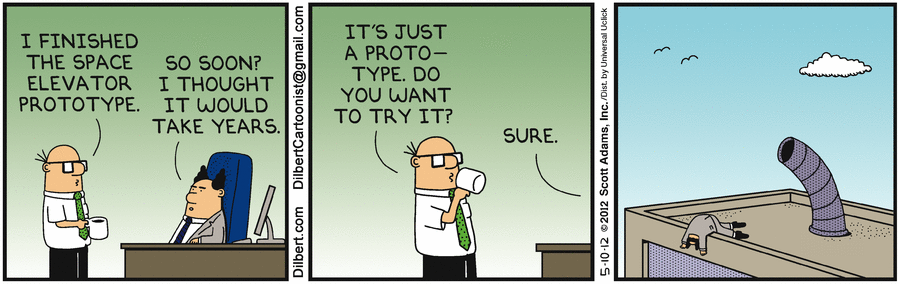 I FINISHED
THE SPACE
ELEVATOR
PROTOTYPE.
SO SOON?
I THOUGHT
IT WOULD
TAKE YEARS.
Dilbert.com DilbertCartoonist@gmail.com
IT'S JUST
A PROTO-
TYPE. DO
YOU WANT
TO TRY IT?
SURE.
5-10-12 ©2012 Scott Adams, Inc./Dist. by Universal Uclick